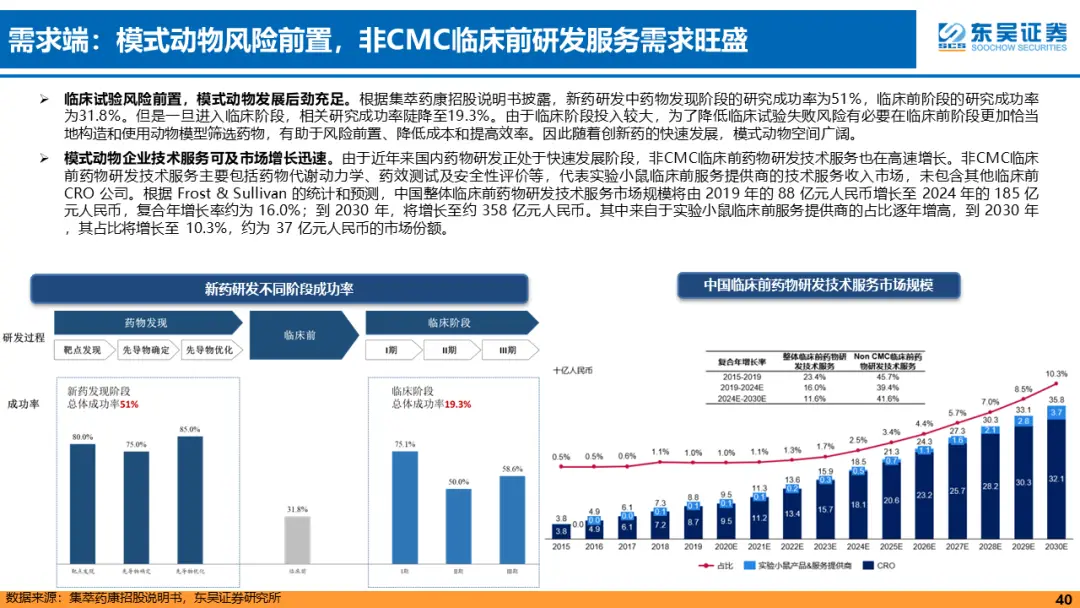 需求端：模式动物风险前置，非CMC临床前研发服务需求旺盛
东吴证券
SCS SOOCHOW SECURITIES
➢ 临床试验风险前置，模式动物发展后劲充足。根据集萃药康招股说明书披露，新药研发中药物发现阶段的研究成功率为51%，临床前阶段的研究成功率
为31.8%。但是一旦进入临床阶段，相关研究成功率陡降至19.3%。由于临床阶段投入较大，为了降低临床试验失败风险有必要在临床前阶段更加恰当
地构造和使用动物模型筛选药物，有助于风险前置、降低成本和提高效率。因此随着创新药的快速发展，模式动物空间广阔。
➢ 模式动物企业技术服务可及市场增长迅速。由于近年来国内药物研发正处于快速发展阶段，非CMC临床前药物研发技术服务也在高速增长。非CMC临床
前药物研发技术服务主要包括药物代谢动力学、药效测试及安全性评价等，代表实验小鼠临床前服务提供商的技术服务收入市场，未包含其他临床前
CRO 公司。根据 Frost & Sullivan 的统计和预测，中国整体临床前药物研发技术服务市场规模将由 2019 年的 88 亿元人民币增长至 2024 年的 185 亿
元人民币，复合年增长率约为 16.0%；到 2030 年，将增长至约 358 亿元人民币。其中来自于实验小鼠临床前服务提供商的占比逐年增高，到 2030 年
，其占比将增长至 10.3%，约为 37 亿元人民币的市场份额。
新药研发不同阶段成功率
研发过程
药物发现
临床前
临床阶段
靶点发现 先导物确定 先导物优化
I期 II期 III期
成功率
新药发现阶段
总体成功率51%
临床阶段
总体成功率19.3%
80.0% 75.0% 85.0% 31.8% 75.1% 50.0% 58.6%
靶点发现 先导物确定 先导物优化 临床前 I期 II期 III期
中国临床前药物研发技术服务市场规模
十亿人民币
复合年增长率 整体临床前药物研发技术服务 Non CMC临床前药物研发技术服务
2015-2019 23.4% 45.7%
2019-2024E 16.0% 39.4%
2024E-2030E 11.6% 41.6%
0.5% 0.5% 0.6% 1.1% 1.0% 1.0% 1.1% 1.3% 1.7% 2.5% 3.4% 4.4% 5.7% 7.0% 8.5% 10.3%
3.8 4.9 6.1 7.3 8.8 9.5 11.3 13.6 15.9 18.5 21.3 24.3 27.3 30.3 33.1 35.8
0.0 0.0 0.0 0.1 0.1 0.1 0.1 0.2 0.3 0.5 0.7 1.1 1.6 2.1 2.8 3.7
3.8 4.9 6.1 7.2 8.7 9.5 11.2 13.4 15.7 18.1 20.6 23.2 25.7 28.2 30.3 32.1
2015 2016 2017 2018 2019 2020E 2021E 2022E 2023E 2024E 2025E 2026E 2027E 2028E 2029E 2030E
占比 实验小鼠产品&服务提供商 CRO
数据来源：集萃药康招股说明书，东吴证券研究所
40